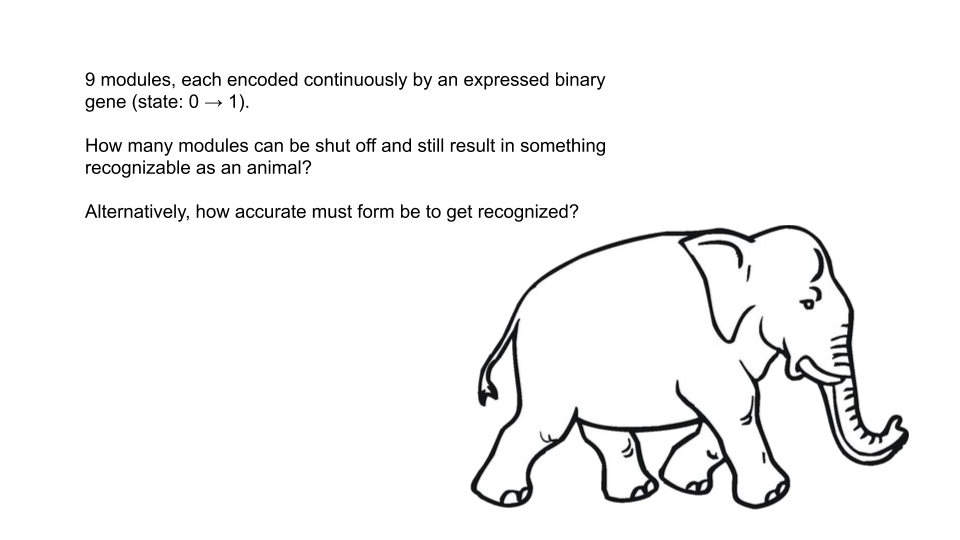 9 modules, each encoded continuously by an expressed binary
gene (state: 0 → 1).
How many modules can be shut off and still result in something
recognizable as an animal?
Alternatively, how accurate must form be to get recognized?